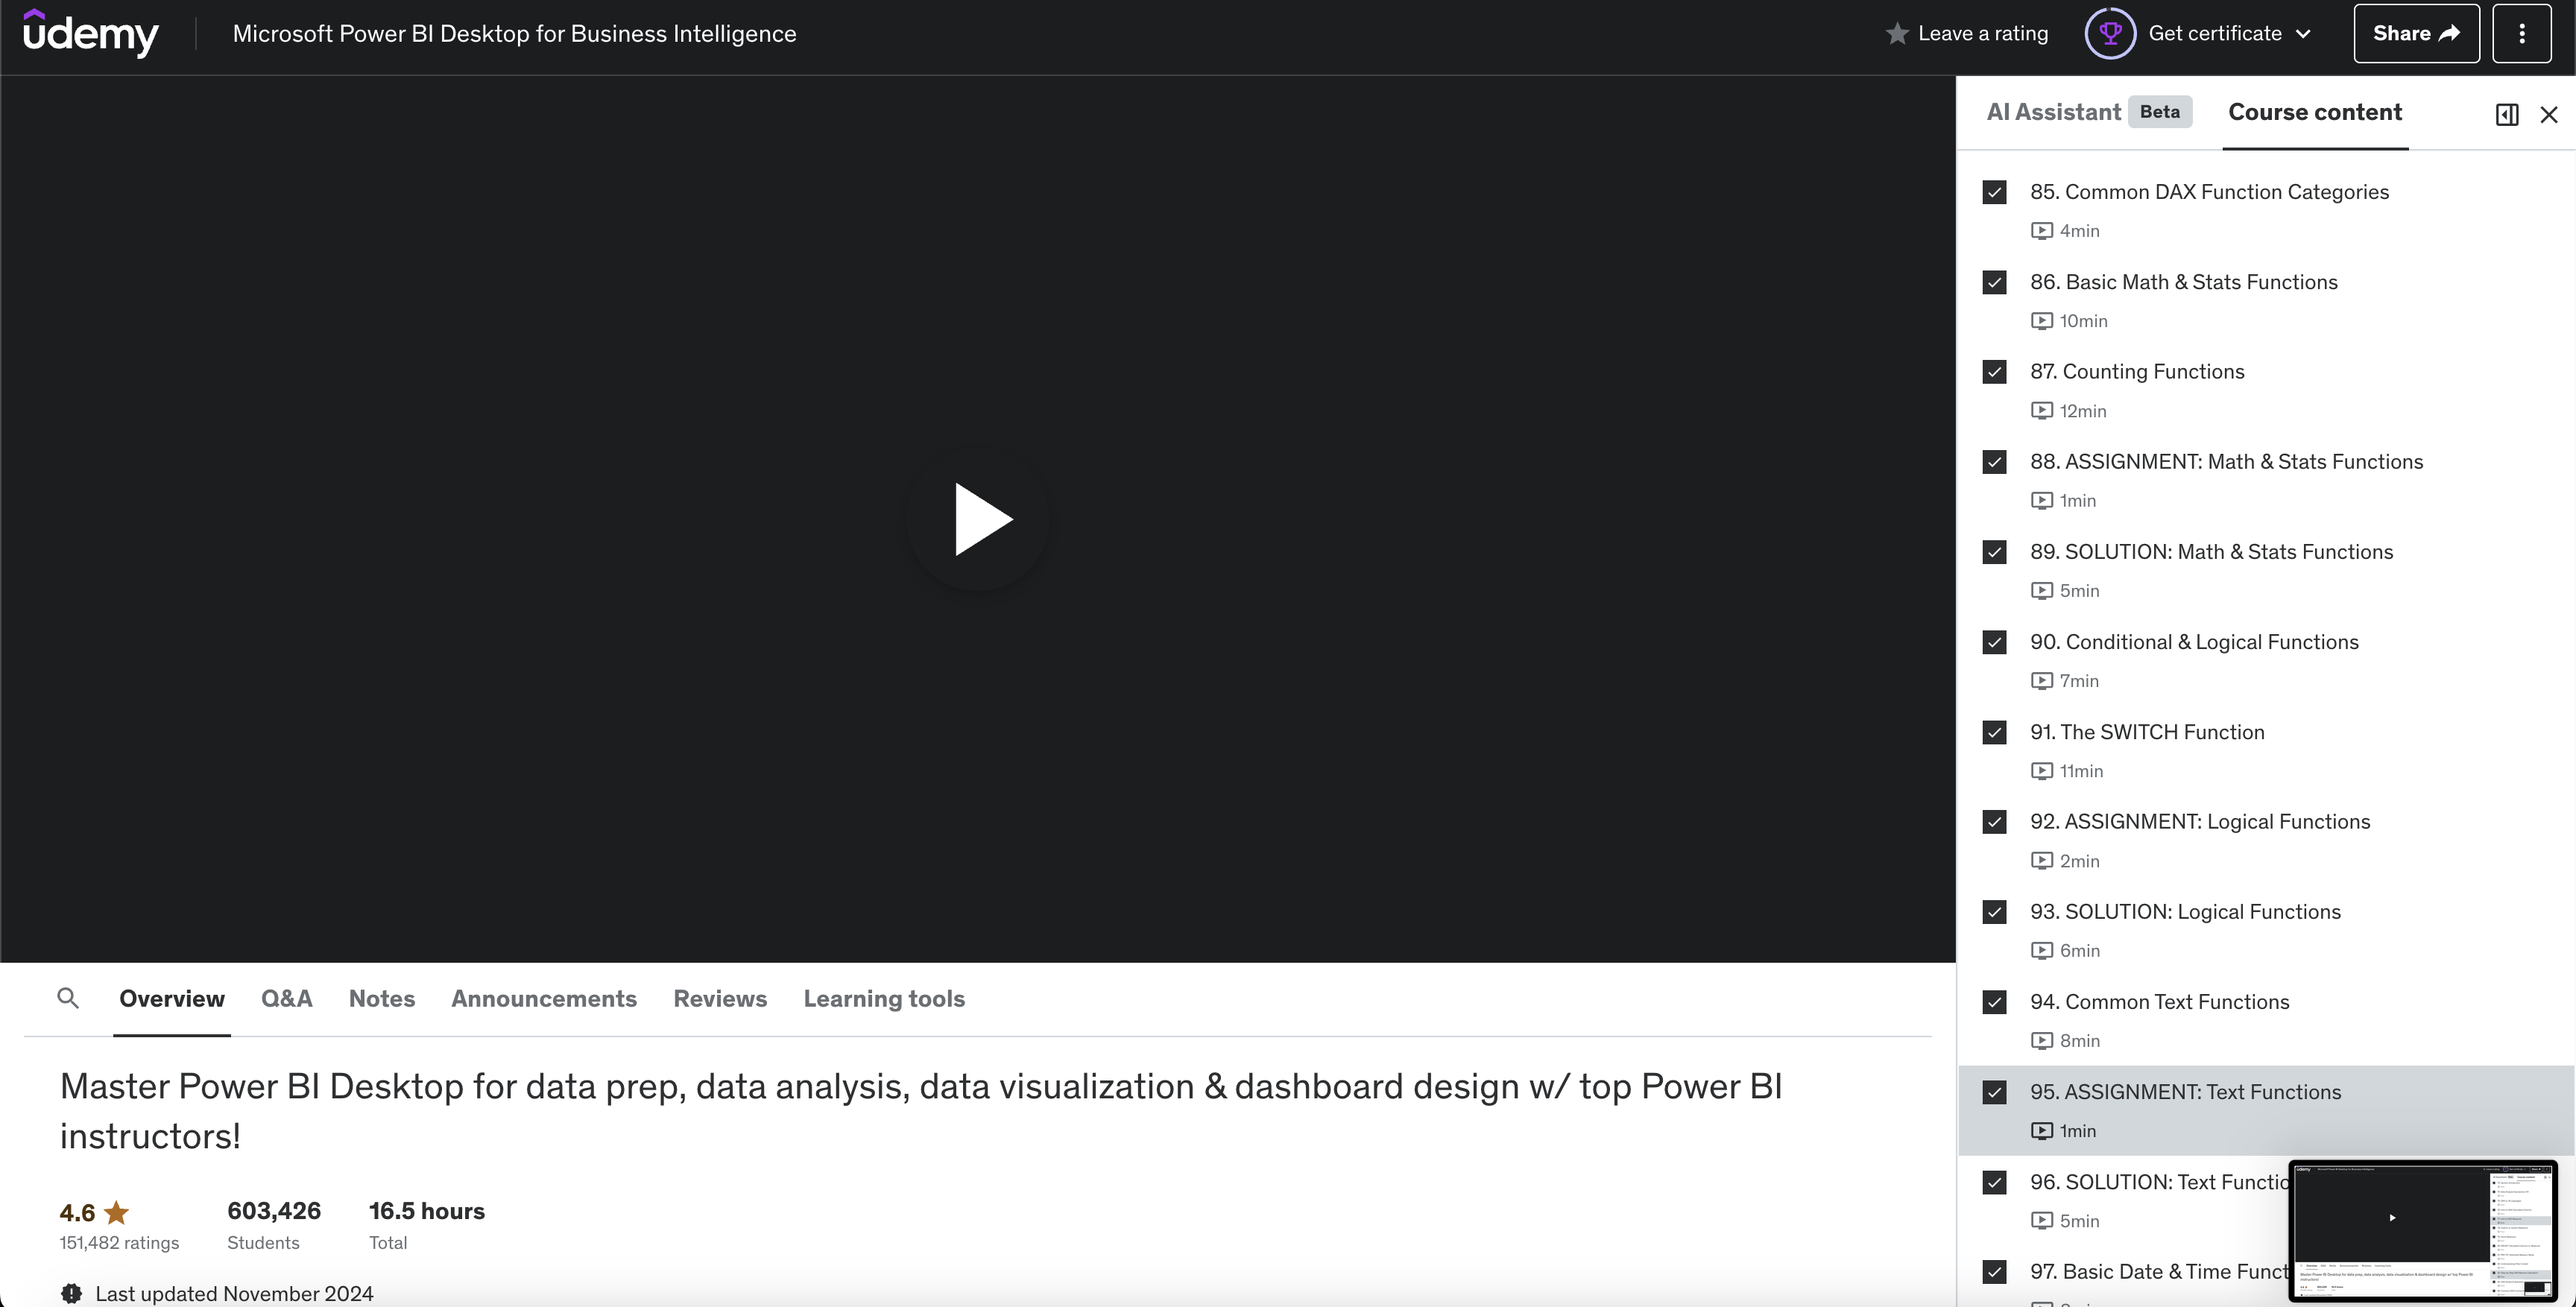 udemy
Microsoft Power BI Desktop for Business Intelligence
Leave a rating
Get certificate
Share
AI Assistant Beta
Course content
85. Common DAX Function Categories
4min
86. Basic Math & Stats Functions
10min
87. Counting Functions
12min
88. ASSIGNMENT: Math & Stats Functions
1min
89. SOLUTION: Math & Stats Functions
5min
90. Conditional & Logical Functions
7min
91. The SWITCH Function
11min
92. ASSIGNMENT: Logical Functions
2min
93. SOLUTION: Logical Functions
6min
94. Common Text Functions
8min
95. ASSIGNMENT: Text Functions
1min
96. SOLUTION: Text Functio
5min
97. Basic Date & Time Funct
Overview Q&A Notes Announcements Reviews Learning tools
Master Power BI Desktop for data prep, data analysis, data visualization & dashboard design w/ top Power BI
instructors!
4.6 603,426 16.5 hours
151,482 ratings Students Total
Last updated November 2024